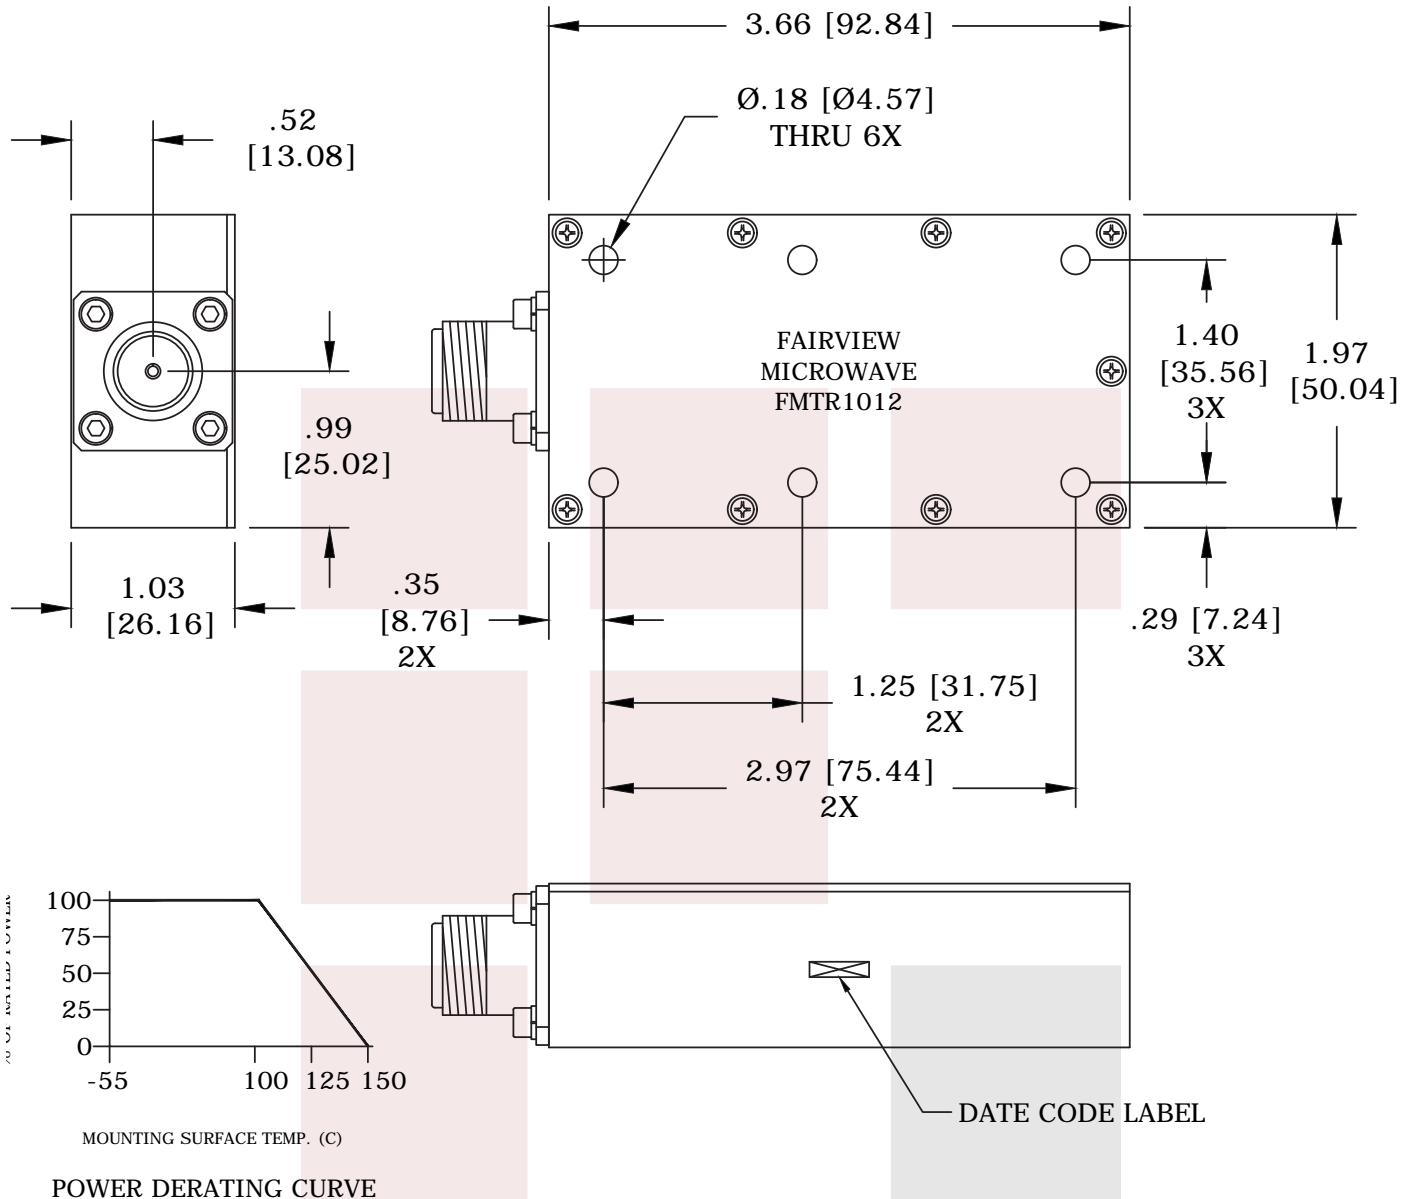 3.66 [92.84]
Ø.18 [Ø4.57]
THRU 6X
.52
[13.08]
FAIRVIEW
MICROWAVE
FMTR1012
1.40
[35.56]
3X
1.97
[50.04]
.99
[25.02]
1.03
[26.16]
.35
[8.76]
2X
.29 [7.24]
3X
1.25 [31.75]
2X
2.97 [75.44]
2X
100
75
50
25
0
-55 100 125 150
MOUNTING SURFACE TEMP. (C)
POWER DERATING CURVE
DATE CODE LABEL